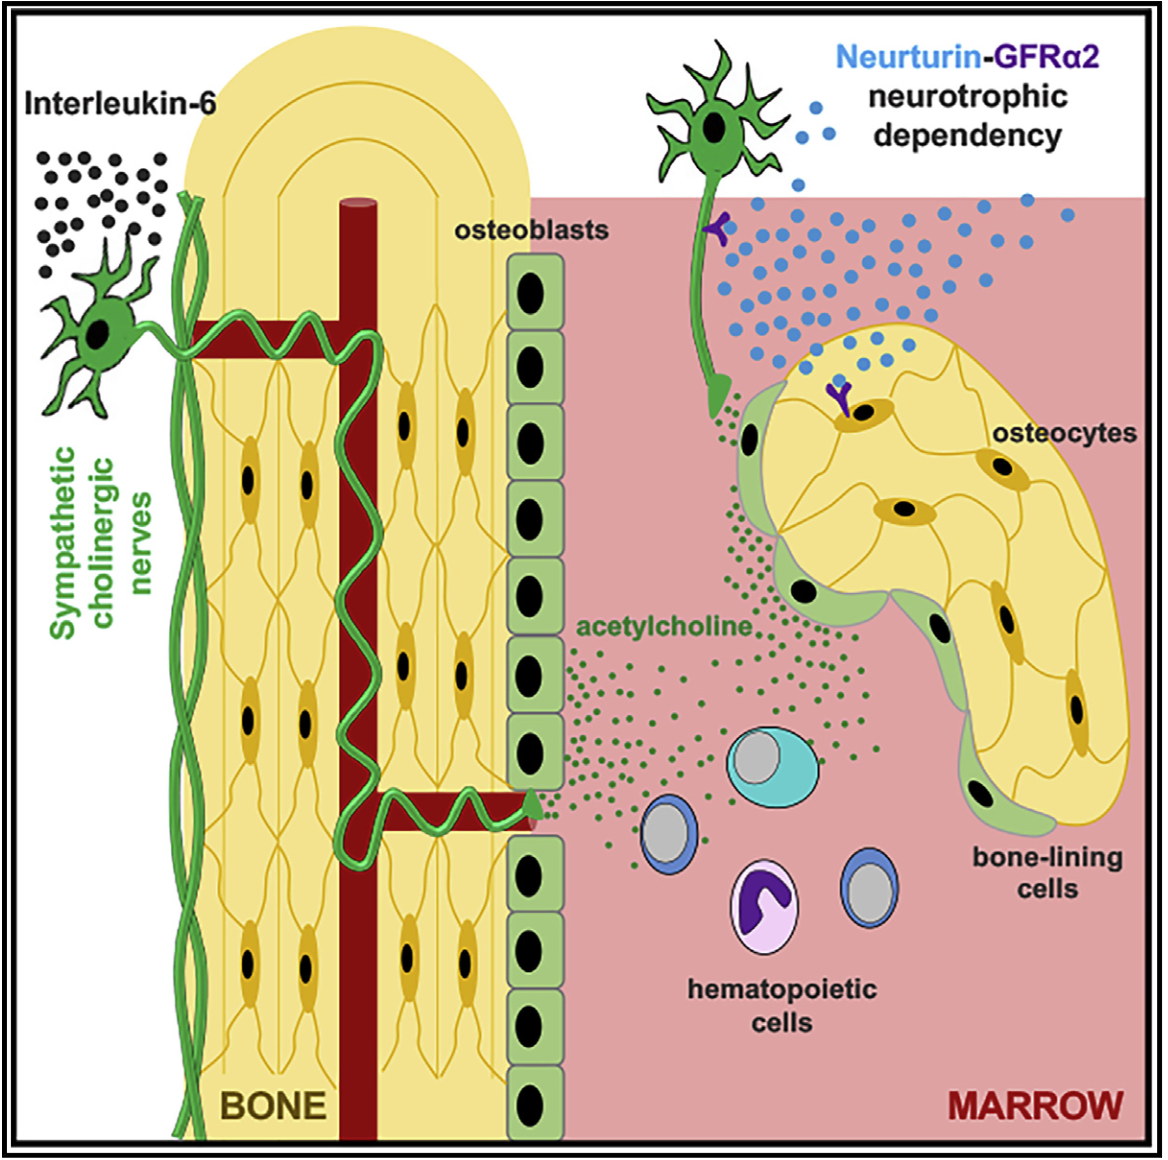 Interleukin-6
Neurturin-GFRα2
neurotrophic
dependency
osteoblasts
osteocytes
Sympathetic
cholinergic
nerves
acetylcholine
bone-lining
cells
hematopoietic
cells
BONE
MARROW